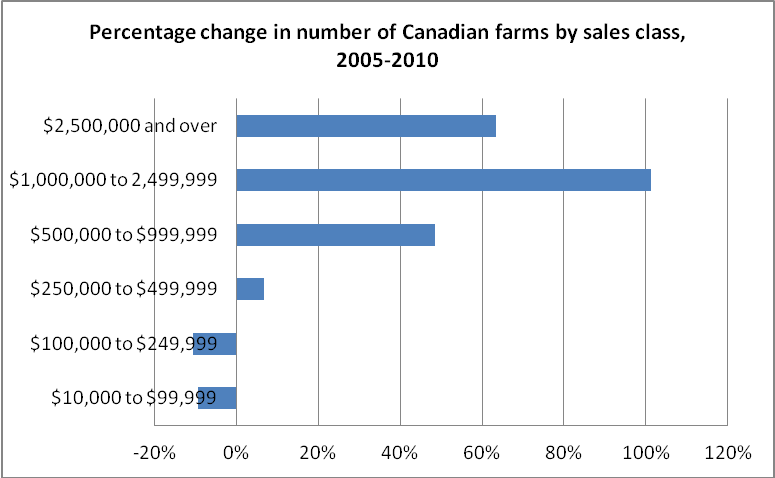 Percentage change in number of Canadian farms by sales class,
2005-2010
$2,500,000 and over
$1,000,000 to 2,499,999
$500,000 to $999,999
$250,000 to $499,999
$100,000 to $249,999
$10,000 to $99,999
-20% 0% 20% 40% 60% 80% 100% 120%